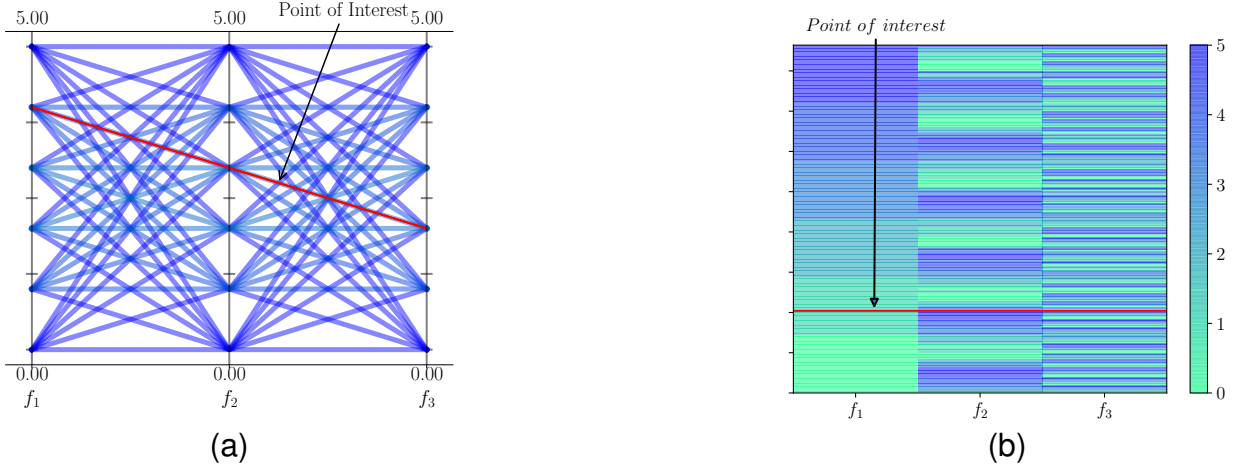 5.00 5.00 5.00
Point of Interest
0.00 0.00 0.00
f1 f2 f3
(a)
Point of interest
5
4
3
2
1
0
f1 f2 f3
(b)